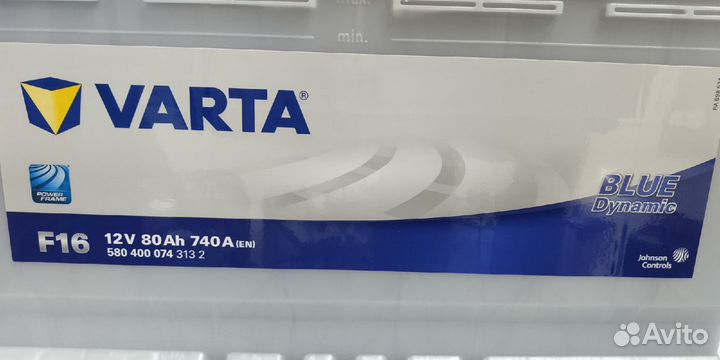 max.
min.
VARTA®
POWER FRAME
BLUE
Dynamic
F16
12V 80Ah 740A (EN)
580 400 074 313 2
Johnson
Controls
Avito